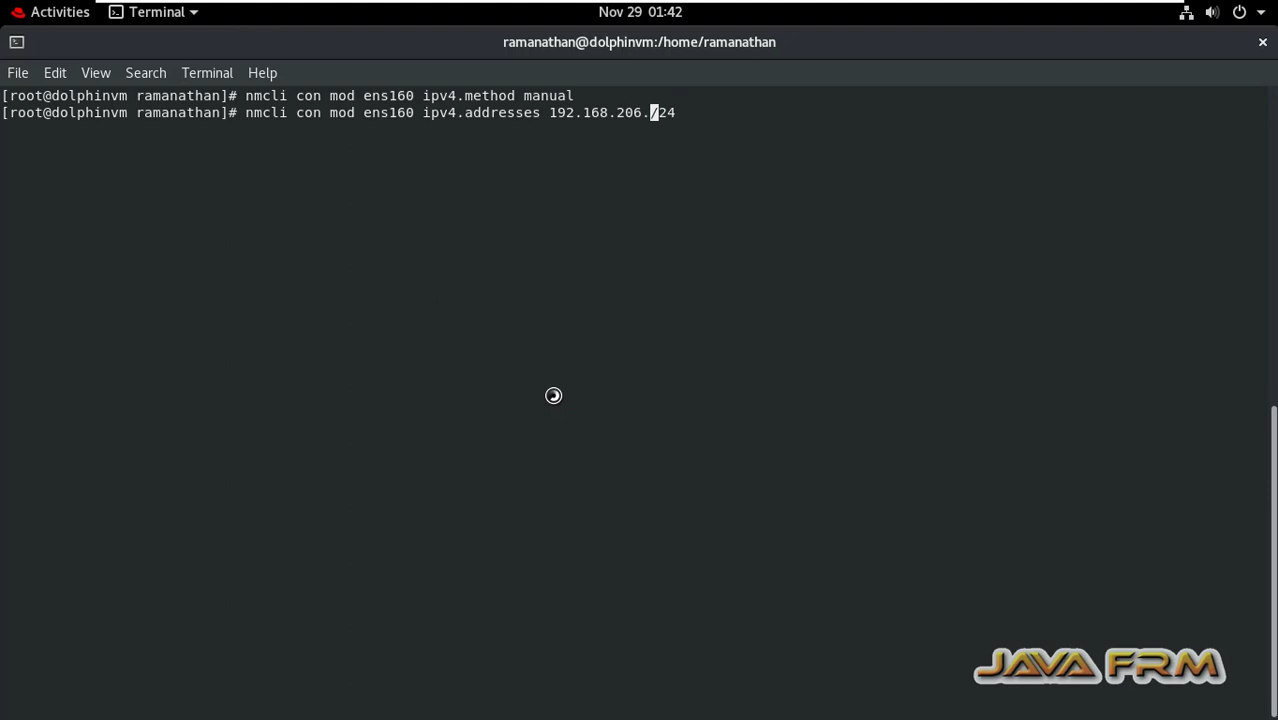 Activities Terminal Nov 29 01:42
ramanathan@dolphinvm:/home/ramanathan
File Edit View Search Terminal Help
[root@dolphinvm ramanathan]# nmcli con mod ens160 ipv4.method manual
[root@dolphinvm ramanathan]# nmcli con mod ens160 ipv4.addresses 192.168.206./24
JAVA FRM